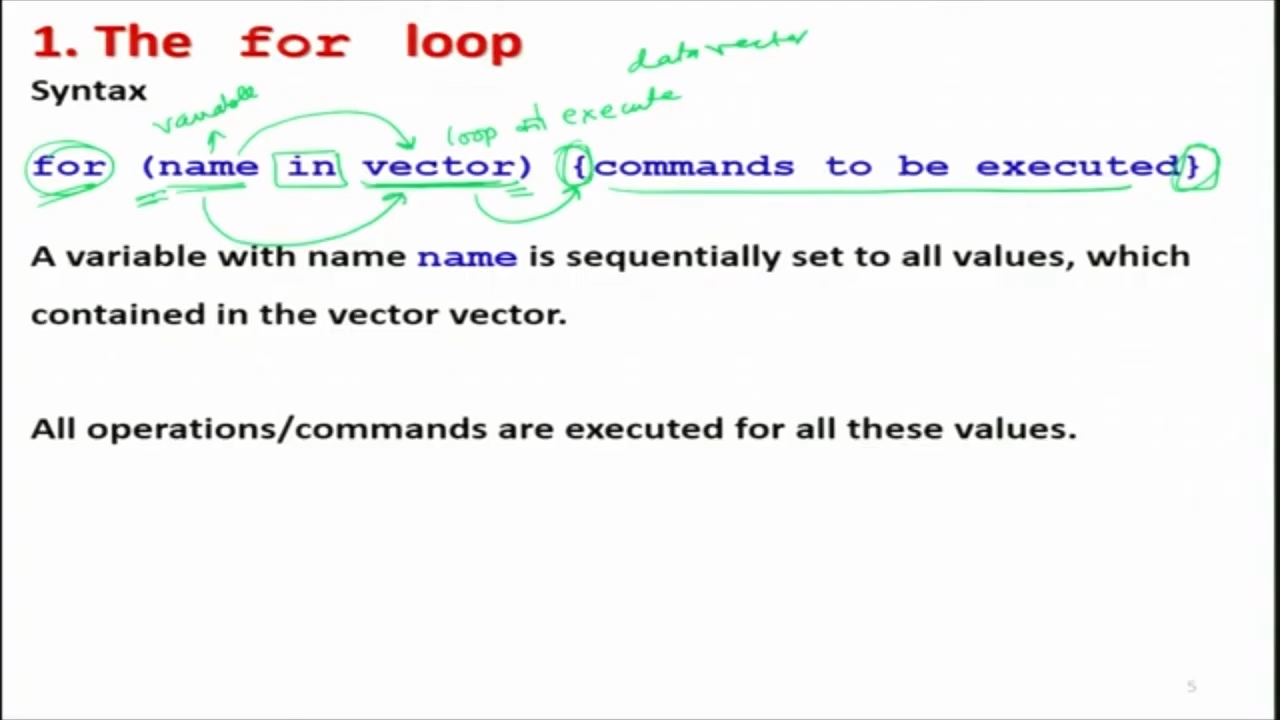 1. The for loop
data vector
Syntax
variable
loop execute
for (name in vector) {commands to be executed}
A variable with name name is sequentially set to all values, which
contained in the vector vector.
All operations/commands are executed for all these values.
5